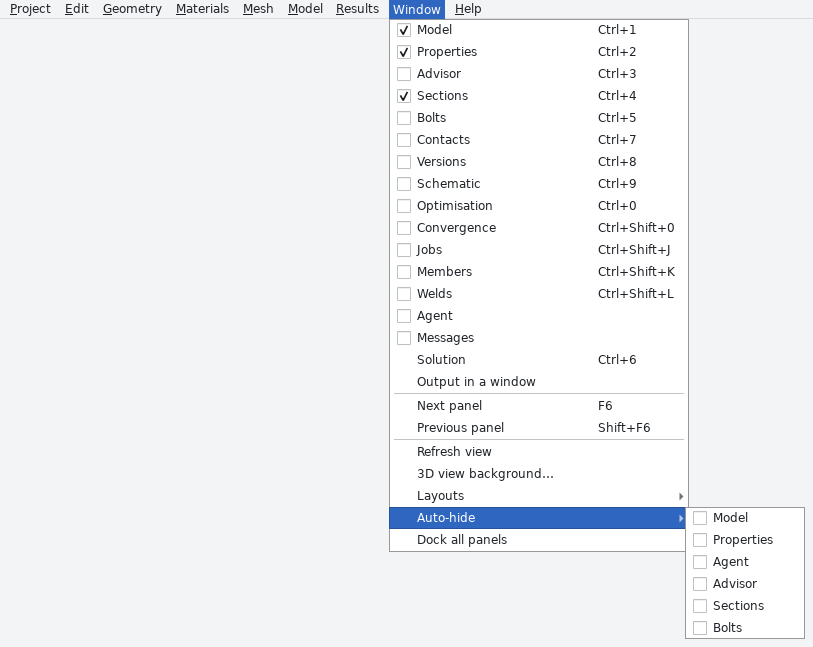 Project Edit Geometry Materials Mesh Model Results Window Help
Model Ctrl+1
Properties Ctrl+2
Advisor Ctrl+3
Sections Ctrl+4
Bolts Ctrl+5
Contacts Ctrl+7
Versions Ctrl+8
Schematic Ctrl+9
Optimisation Ctrl+0
Convergence Ctrl+Shift+0
Jobs Ctrl+Shift+J
Members Ctrl+Shift+K
Welds Ctrl+Shift+L
Agent
Messages
Solution Ctrl+6
Output in a window
Next panel F6
Previous panel Shift+F6
Refresh view
3D view background...
Layouts
Auto-hide
Dock all panels
Model
Properties
Agent
Advisor
Sections
Bolts